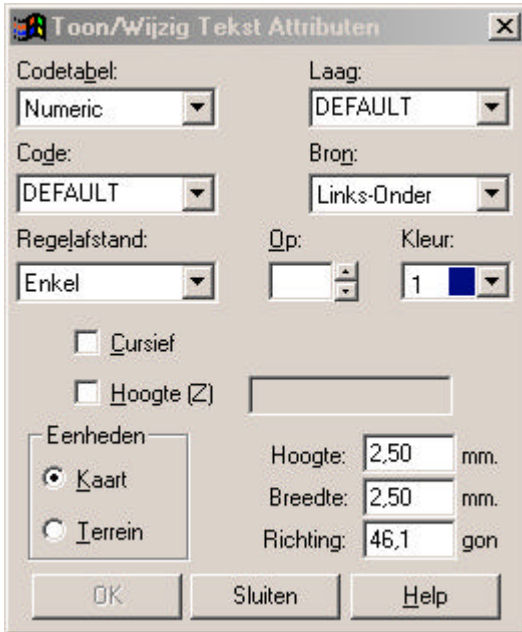 Toon/Wijzig Tekst Attributen
Codetabel: Laag:
Numeric DEFAULT
Code: Bron:
DEFAULT Links-Onder
Regelafstand: Op: Kleur:
Enkel 1
Cursief
Hoogte (Z)
Eenheden
Kaart
Terrein
Hoogte: 2,50 mm.
Breedte: 2,50 mm.
Richting: 46,1 gon
OK Sluiten Help